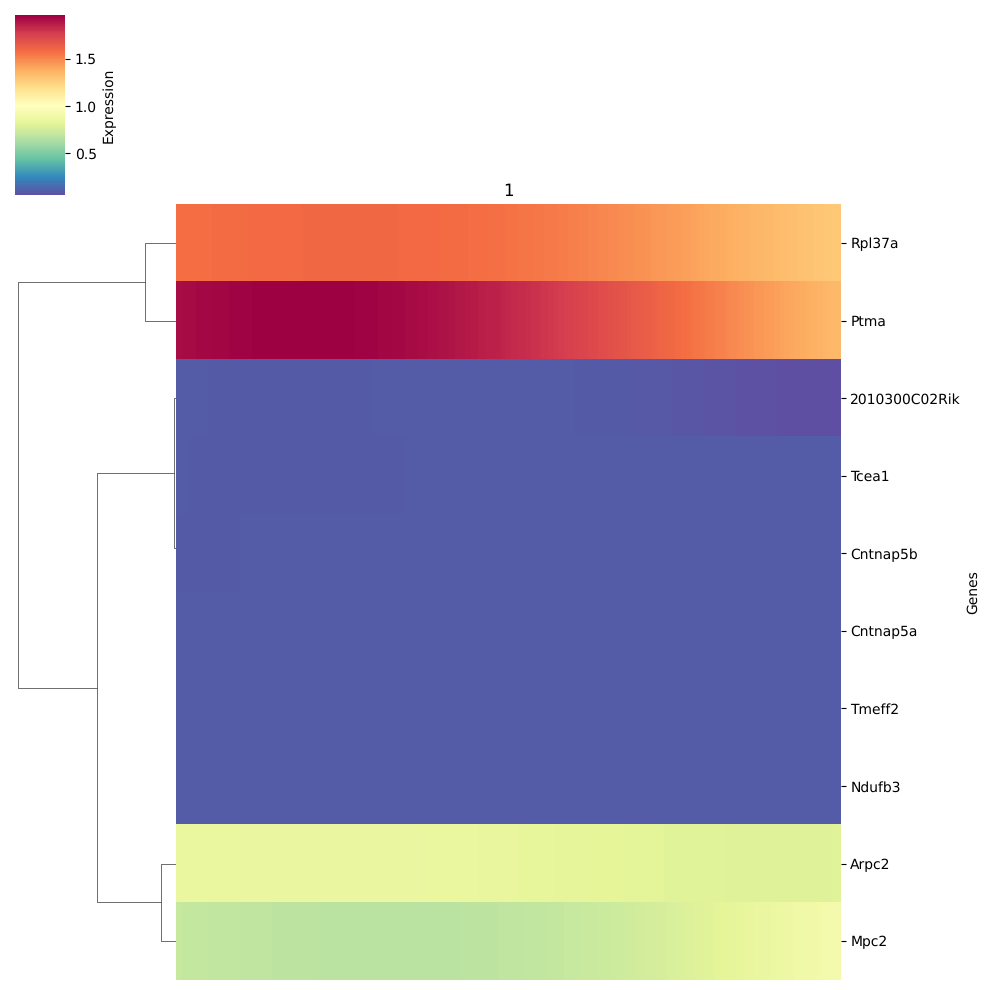 1.5
1.0
0.5
Expression
1
Rpl37a
Ptma
2010300C02Rik
Tcea1
Cntnap5b
Cntnap5a
Tmeff2
Ndufb3
Arpc2
Mpc2
Genes